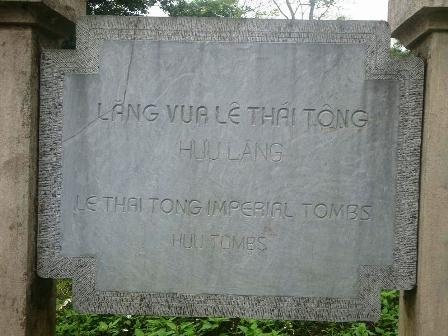 LĂNG VUA LÊ THÁI TÔNG
HỰU LĂNG
LE THAI TONG IMPERIAL TOMBS
HUU TOMBS